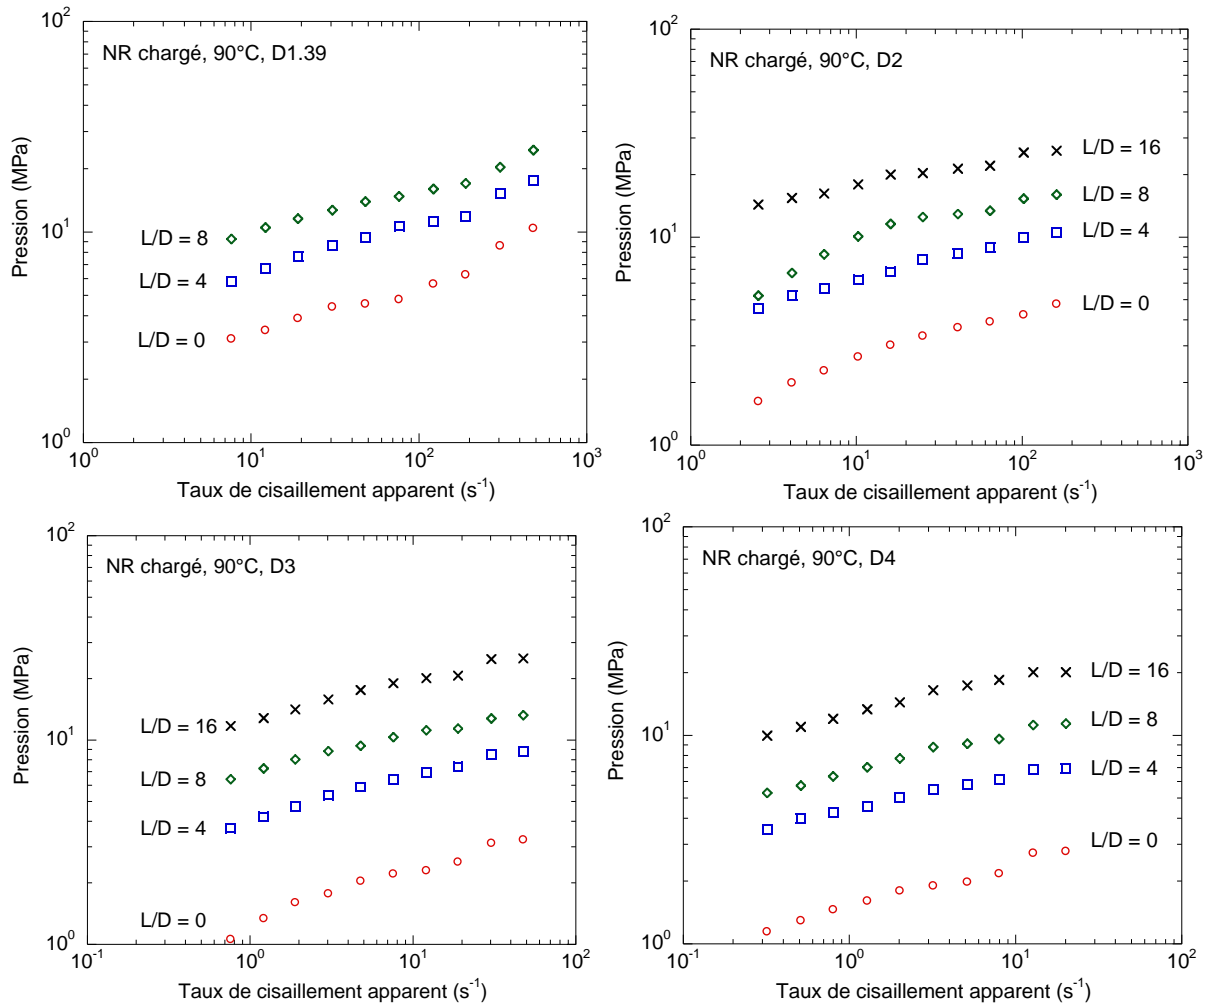 NR chargé, 90°C, D1.39
Pression (MPa)
10^2
10^1
10^0
L/D = 8
L/D = 4
L/D = 0
10^0 10^1 10^2 10^3
Taux de cisaillement apparent (s^-1)
NR chargé, 90°C, D2
Pression (MPa)
10^2
10^1
10^0
L/D = 16
L/D = 8
L/D = 4
L/D = 0
10^0 10^1 10^2 10^3
Taux de cisaillement apparent (s^-1)
NR chargé, 90°C, D3
Pression (MPa)
10^2
10^1
10^0
L/D = 16
L/D = 8
L/D = 4
L/D = 0
10^-1 10^0 10^1 10^2
Taux de cisaillement apparent (s^-1)
NR chargé, 90°C, D4
Pression (MPa)
10^2
10^1
10^0
L/D = 16
L/D = 8
L/D = 4
L/D = 0
10^-1 10^0 10^1 10^2
Taux de cisaillement apparent (s^-1)